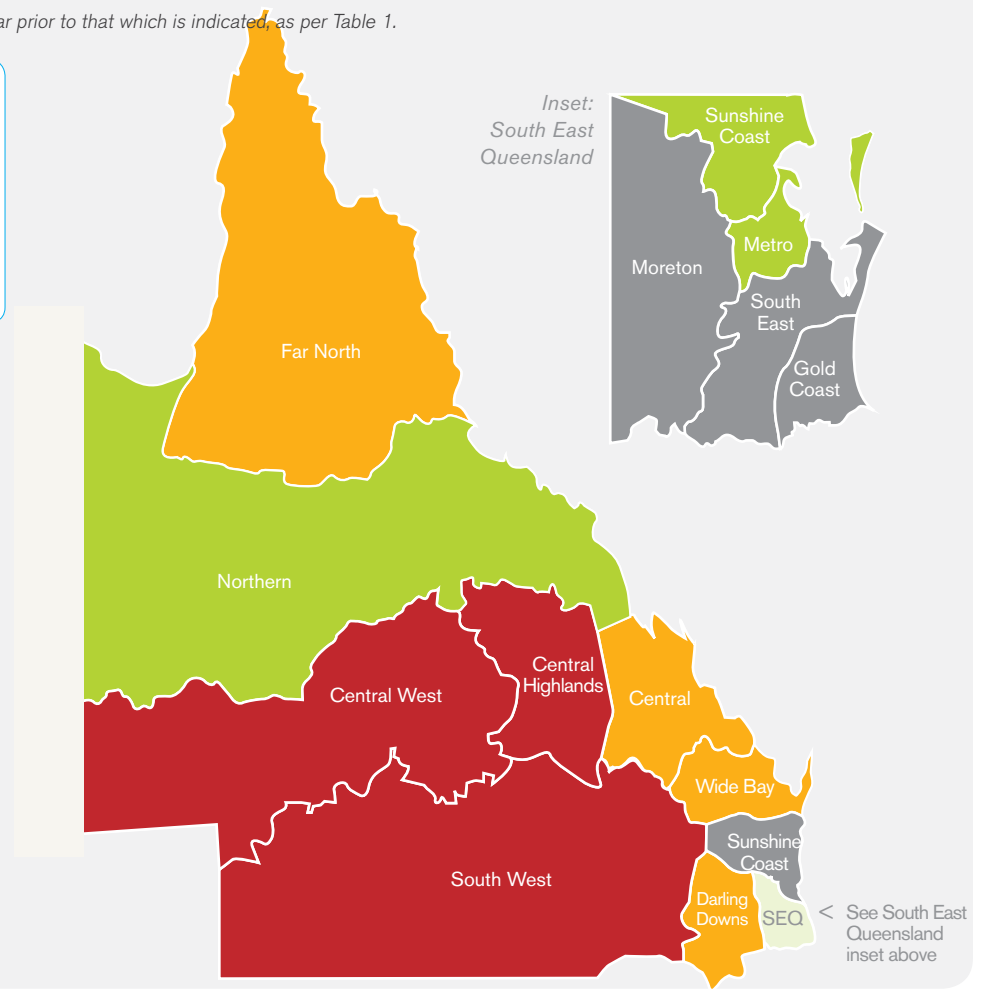 ar prior to that which is indicated, as per Table 1.
Inset:
South East
Queensland
Sunshine
Coast
Metro
Moreton
South
East
Gold
Coast
Far North
Northern
Central
Highlands
Central West
Central
Wide Bay
Sunshine
Coast
South West
Darling
Downs
SEQ
< See South East
Queensland
inset above